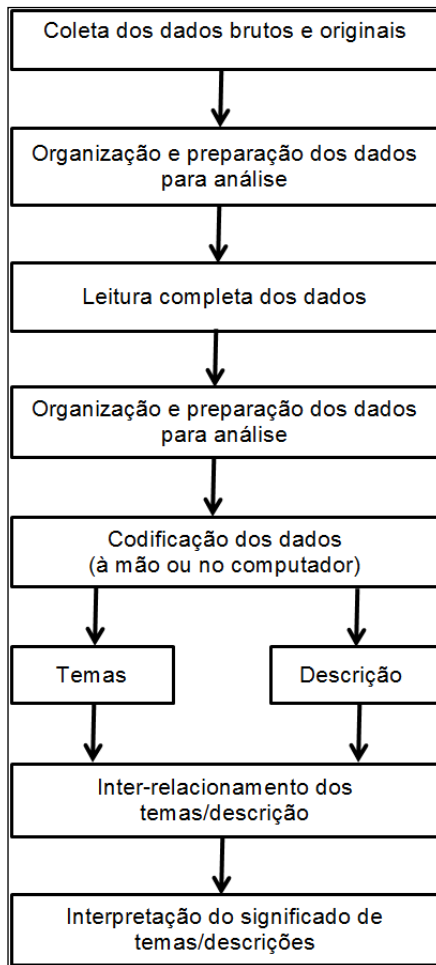 Coleta dos dados brutos e originais
Organização e preparação dos dados
para análise
Leitura completa dos dados
Organização e preparação dos dados
para análise
Codificação dos dados
(à mão ou no computador)
Temas
Descrição
Inter-relacionamento dos
temas/descrição
Interpretação do significado de
temas/descrições